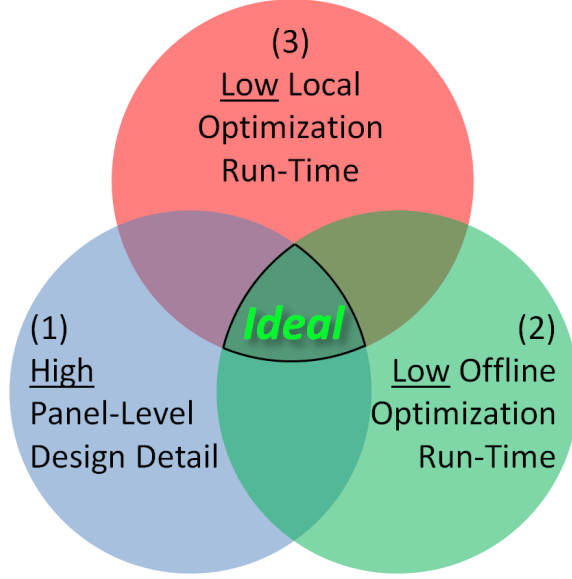 (3)
Low Local
Optimization
Run-Time
Ideal
(1)
High
Panel-Level
Design Detail
(2)
Low Offline
Optimization
Run-Time